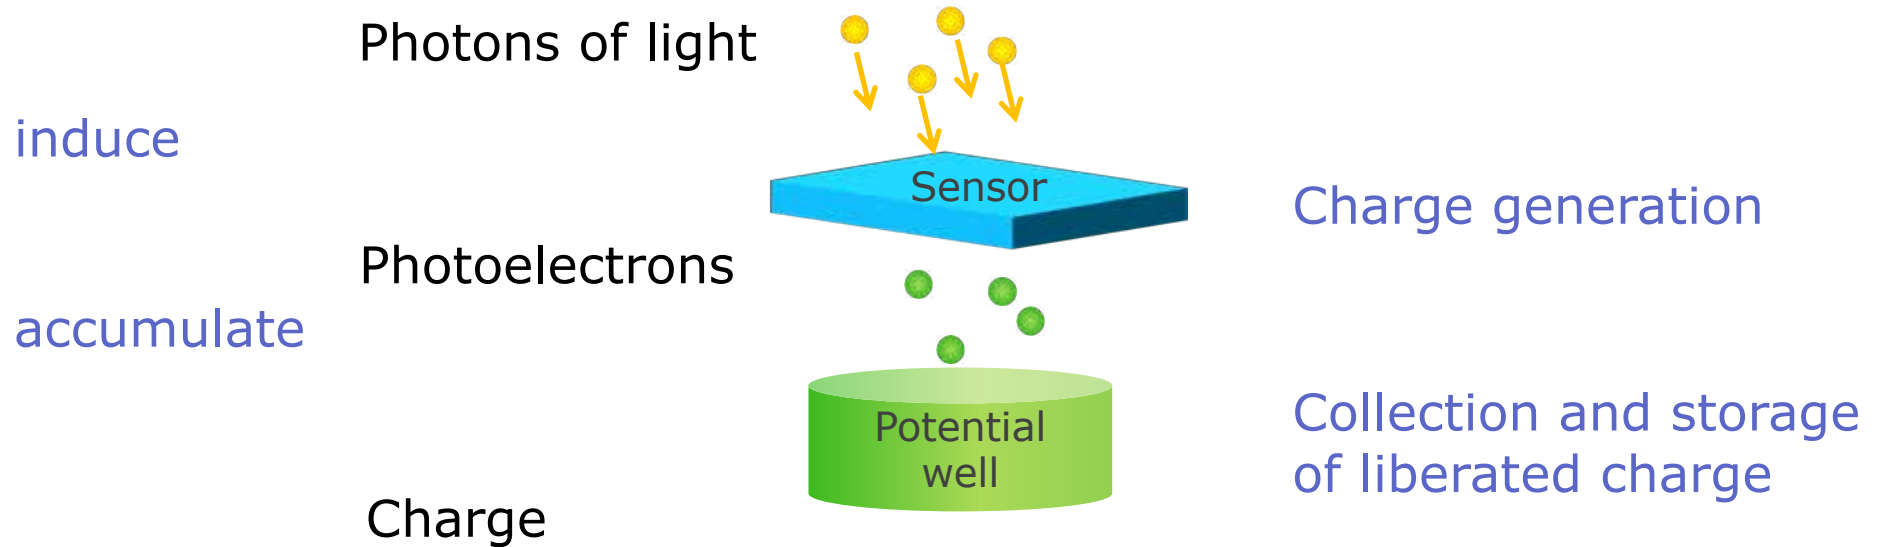 Photons of light
induce
Sensor
Charge generation
Photoelectrons
accumulate
Potential
well
Collection and storage
of liberated charge
Charge